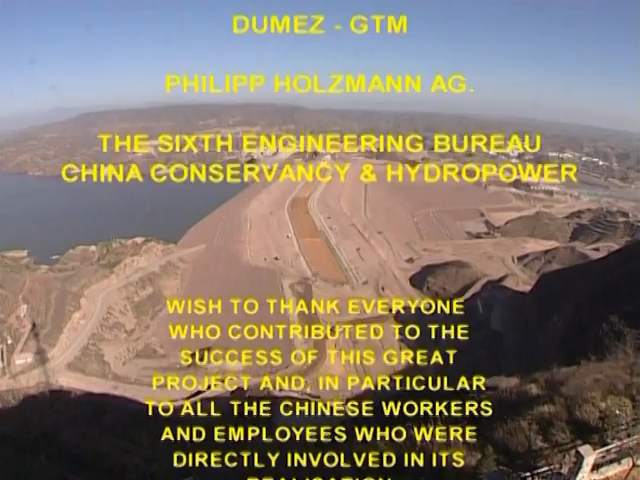 DUMEZ - GTM
PHILIPP HOLZMANN AG.
THE SIXTH ENGINEERING BUREAU
CHINA CONSERVANCY & HYDROPOWER
WISH TO THANK EVERYONE
WHO CONTRIBUTED TO THE
SUCCESS OF THIS GREAT
PROJECT AND, IN PARTICULAR
TO ALL THE CHINESE WORKERS
AND EMPLOYEES WHO WERE
DIRECTLY INVOLVED IN ITS
REALISATION